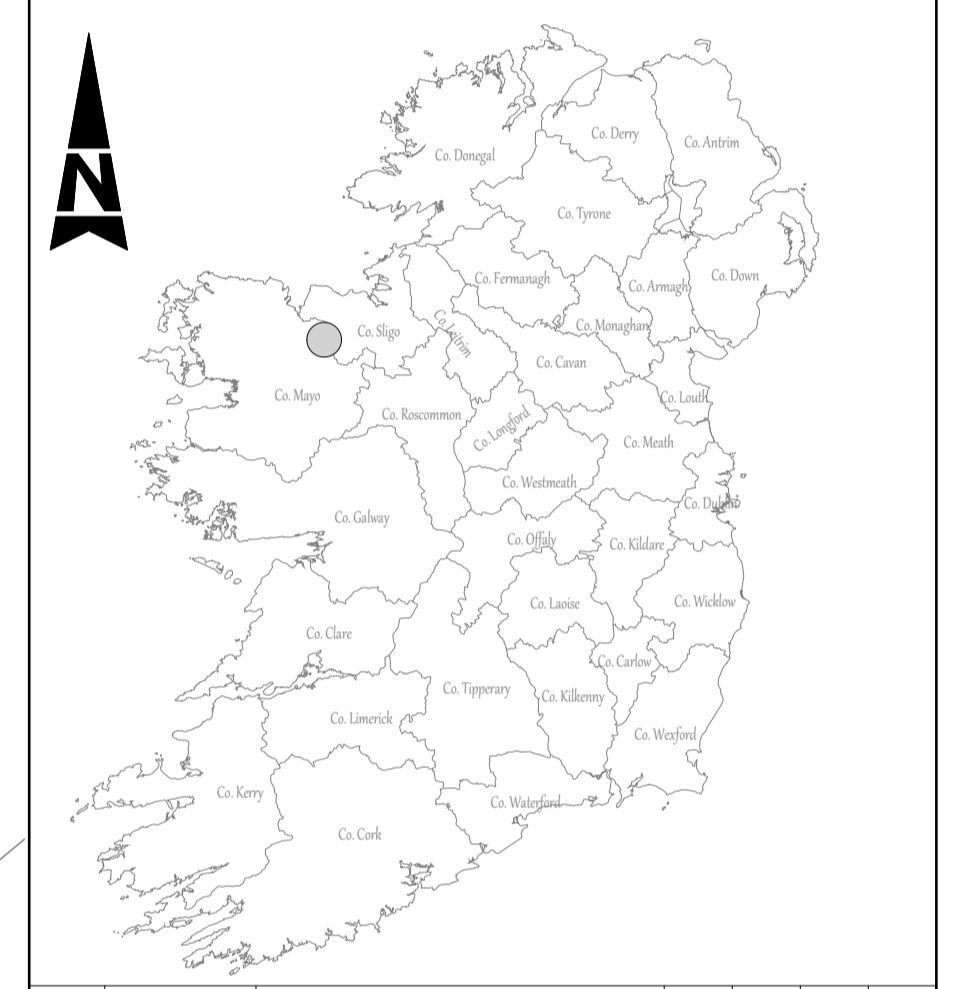 N
Co. Derry
Co. Antrim
Co. Donegal
Co. Tyrone
Co. Fermanagh
Co. Down
Co. Armagh
Co. Monaghan
Co. Sligo
Co. Leitrim
Co. Cavan
Co. Mayo
Co. Louth
Co. Roscommon
Co. Longford
Co. Meath
Co. Westmeath
Co. Dublin
Co. Galway
Co. Offaly
Co. Kildare
Co. Laoise
Co. Wicklow
Co. Clare
Co. Carlow
Co. Tipperary
Co. Kilkenny
Co. Limerick
Co. Wexford
Co. Kerry
Co. Waterford
Co. Cork